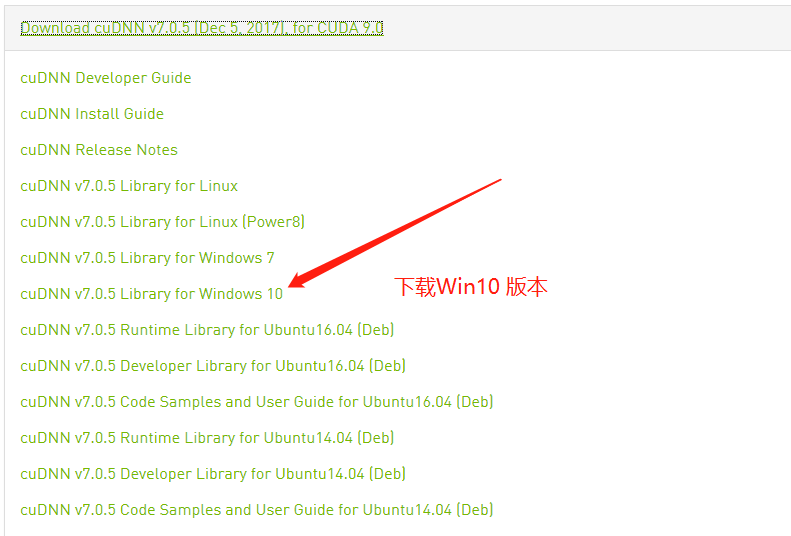 Download cuDNN v7.0.5 [Dec 5, 2017], for CUDA 9.0
cuDNN Developer Guide
cuDNN Install Guide
cuDNN Release Notes
cuDNN v7.0.5 Library for Linux
cuDNN v7.0.5 Library for Linux (Power8)
cuDNN v7.0.5 Library for Windows 7
cuDNN v7.0.5 Library for Windows 10
下载Win10 版本
cuDNN v7.0.5 Runtime Library for Ubuntu16.04 (Deb)
cuDNN v7.0.5 Developer Library for Ubuntu16.04 (Deb)
cuDNN v7.0.5 Code Samples and User Guide for Ubuntu16.04 (Deb)
cuDNN v7.0.5 Runtime Library for Ubuntu14.04 (Deb)
cuDNN v7.0.5 Developer Library for Ubuntu14.04 (Deb)
cuDNN v7.0.5 Code Samples and User Guide for Ubuntu14.04 (Deb)